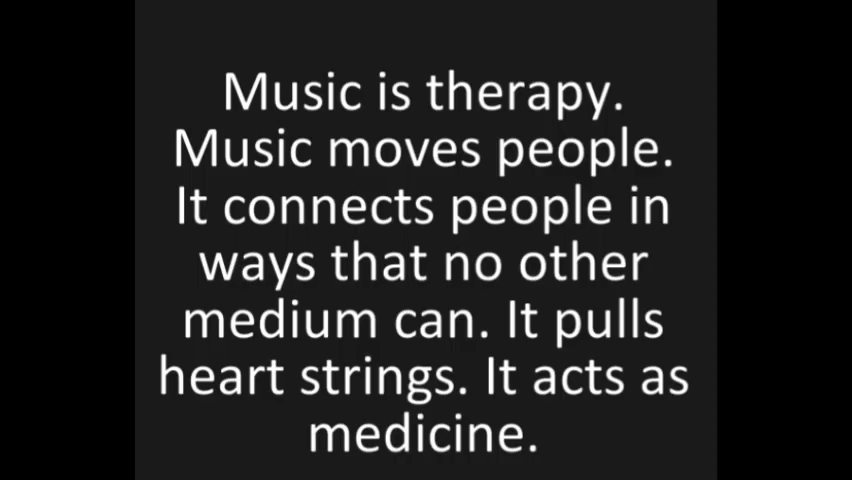 Music is therapy.
Music moves people.
It connects people in
ways that no other
medium can. It pulls
heart strings. It acts as
medicine.